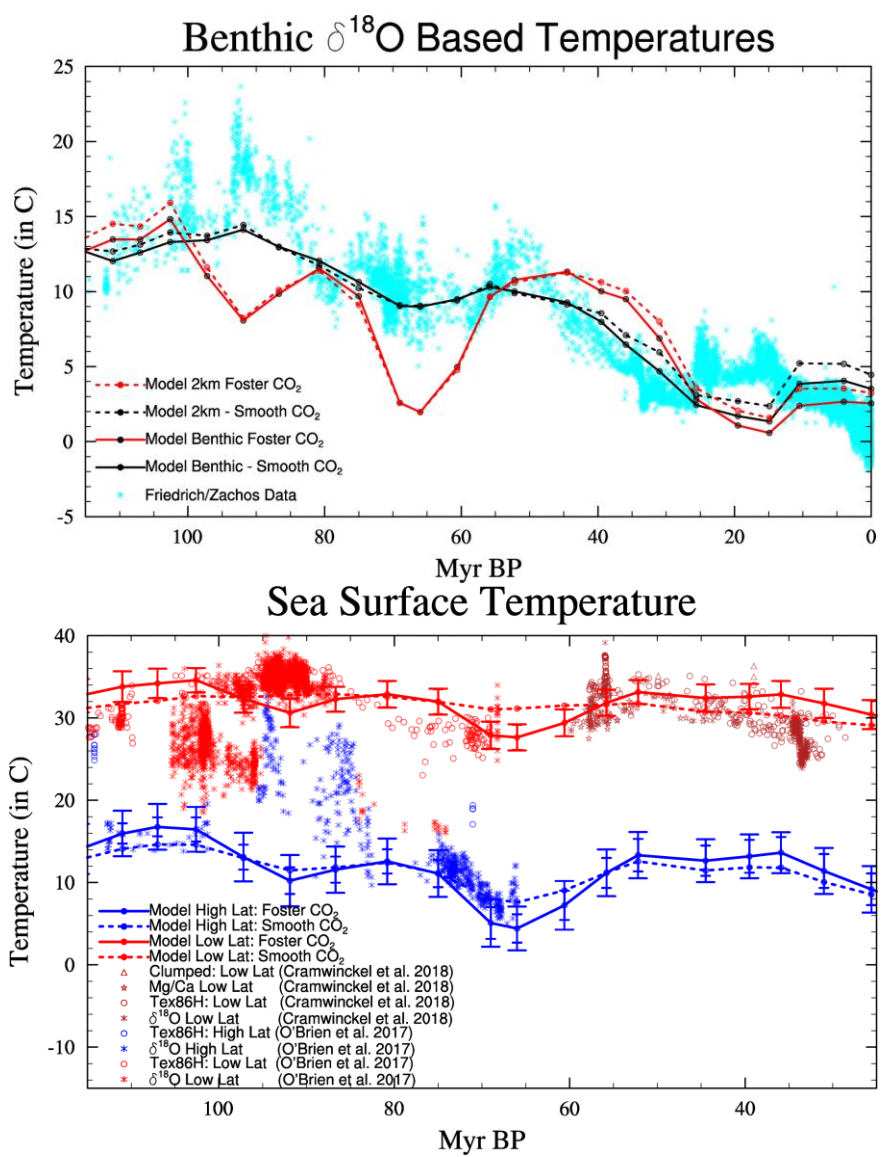 Benthic δ¹⁸O Based Temperatures
25
20
15
10
5
0
-5
Temperature (in C)
Model 2km Foster CO₂
Model 2km - Smooth CO₂
Model Benthic Foster CO₂
Model Benthic - Smooth CO₂
Friedrich/Zachos Data
100 80 60 40 20 0
Myr BP
Sea Surface Temperature
40
30
20
10
0
-10
Temperature (in C)
Model High Lat: Foster CO₂
Model High Lat: Smooth CO₂
Model Low Lat: Foster CO₂
Model Low Lat: Smooth CO₂
Clumped: Low Lat (Cramwinckel et al. 2018)
Mg/Ca Low Lat (Cramwinckel et al. 2018)
Tex86H: Low Lat (Cramwinckel et al. 2018)
δ¹⁸O Low Lat (Cramwinckel et al. 2018)
Tex86H: High Lat (O'Brien et al. 2017)
δ¹⁸O High Lat (O'Brien et al. 2017)
Tex86H: Low Lat (O'Brien et al. 2017)
δ¹⁸O Low Lat (O'Brien et al. 2017)
100 80 60 40
Myr BP